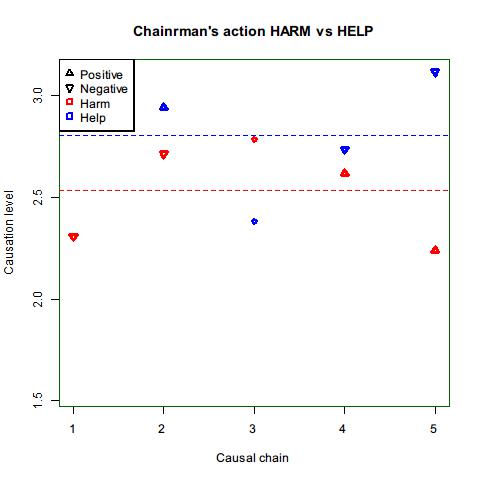 Chainrman's action HARM vs HELP
Positive
Negative
Harm
Help
3.0
2.5
2.0
1.5
Causation level
1 2 3 4 5
Causal chain